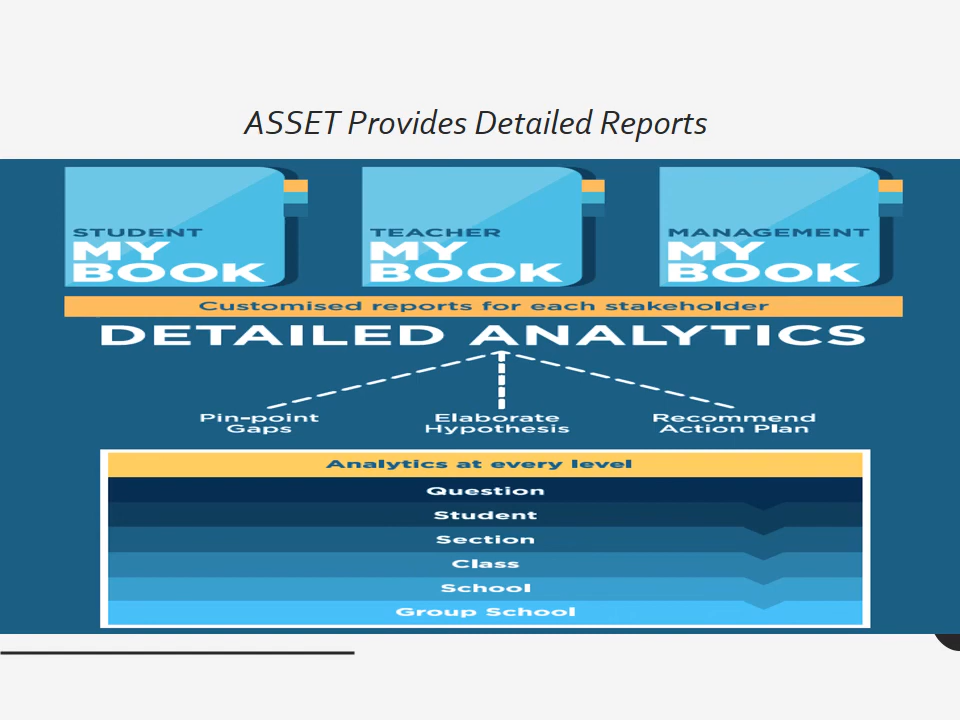 ASSET Provides Detailed Reports
STUDENT
MY
BOOK
TEACHER
MY
BOOK
MANAGEMENT
MY
BOOK
Customised reports for each stakeholder
DETAILED ANALYTICS
Pin-point
Gaps
Elaborate
Hypothesis
Recommend
Action Plan
Analytics at every level
Question
Student
Section
Class
School
Group School